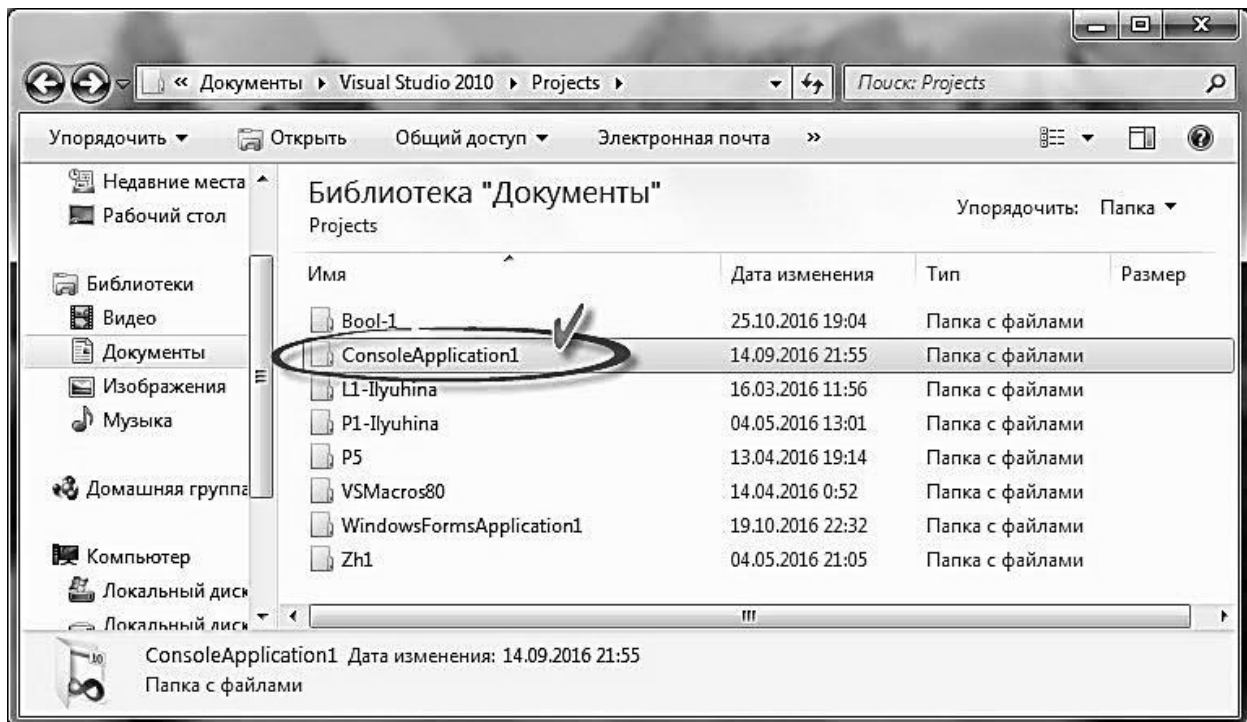 « Документы Visual Studio 2010 Projects Поиск: Projects
Упорядочить Открыть Общий доступ Электронная почта »
Недавние места
Рабочий стол
Библиотеки
Видео
Документы
Изображения
Музыка
Домашняя группа
Компьютер
Локальный диск
Локальный диск
Библиотека "Документы"
Projects
Упорядочить: Папка
Имя Дата изменения Тип Размер
Bool-1 25.10.2016 19:04 Папка с файлами
ConsoleApplication1 14.09.2016 21:55 Папка с файлами
L1-Ilyuhina 16.03.2016 11:56 Папка с файлами
P1-Ilyuhina 04.05.2016 13:01 Папка с файлами
P5 13.04.2016 19:14 Папка с файлами
VSMacros80 14.04.2016 0:52 Папка с файлами
WindowsFormsApplication1 19.10.2016 22:32 Папка с файлами
Zh1 04.05.2016 21:05 Папка с файлами
ConsoleApplication1 Дата изменения: 14.09.2016 21:55
Папка с файлами